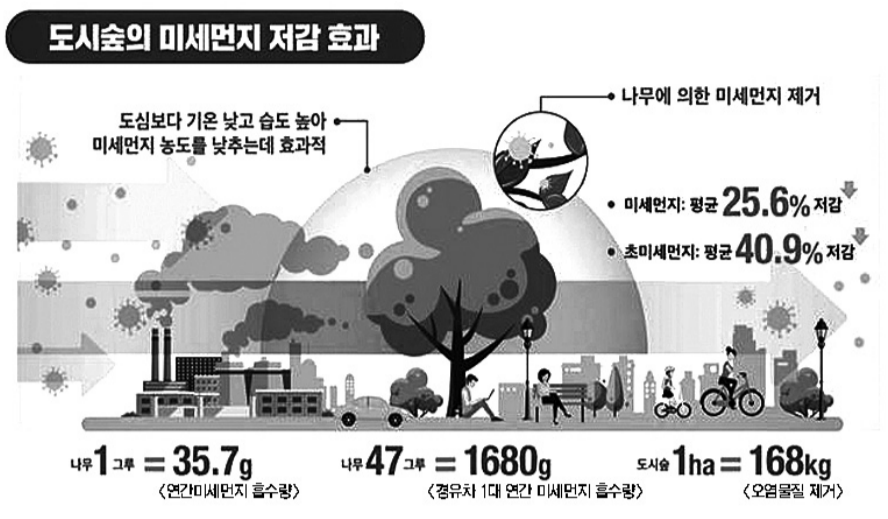 도시숲의 미세먼지 저감 효과
나무에 의한 미세먼지 제거
도심보다 기온 낮고 습도 높아
미세먼지 농도를 낮추는데 효과적
미세먼지: 평균 25.6% 저감
초미세먼지: 평균 40.9% 저감
나무 1그루 = 35.7g
<연간미세먼지 흡수량>
나무 47그루 = 1680g
<경유차 1대 연간 미세먼지 흡수량>
도시숲 1ha = 168kg
<오염물질 제거>